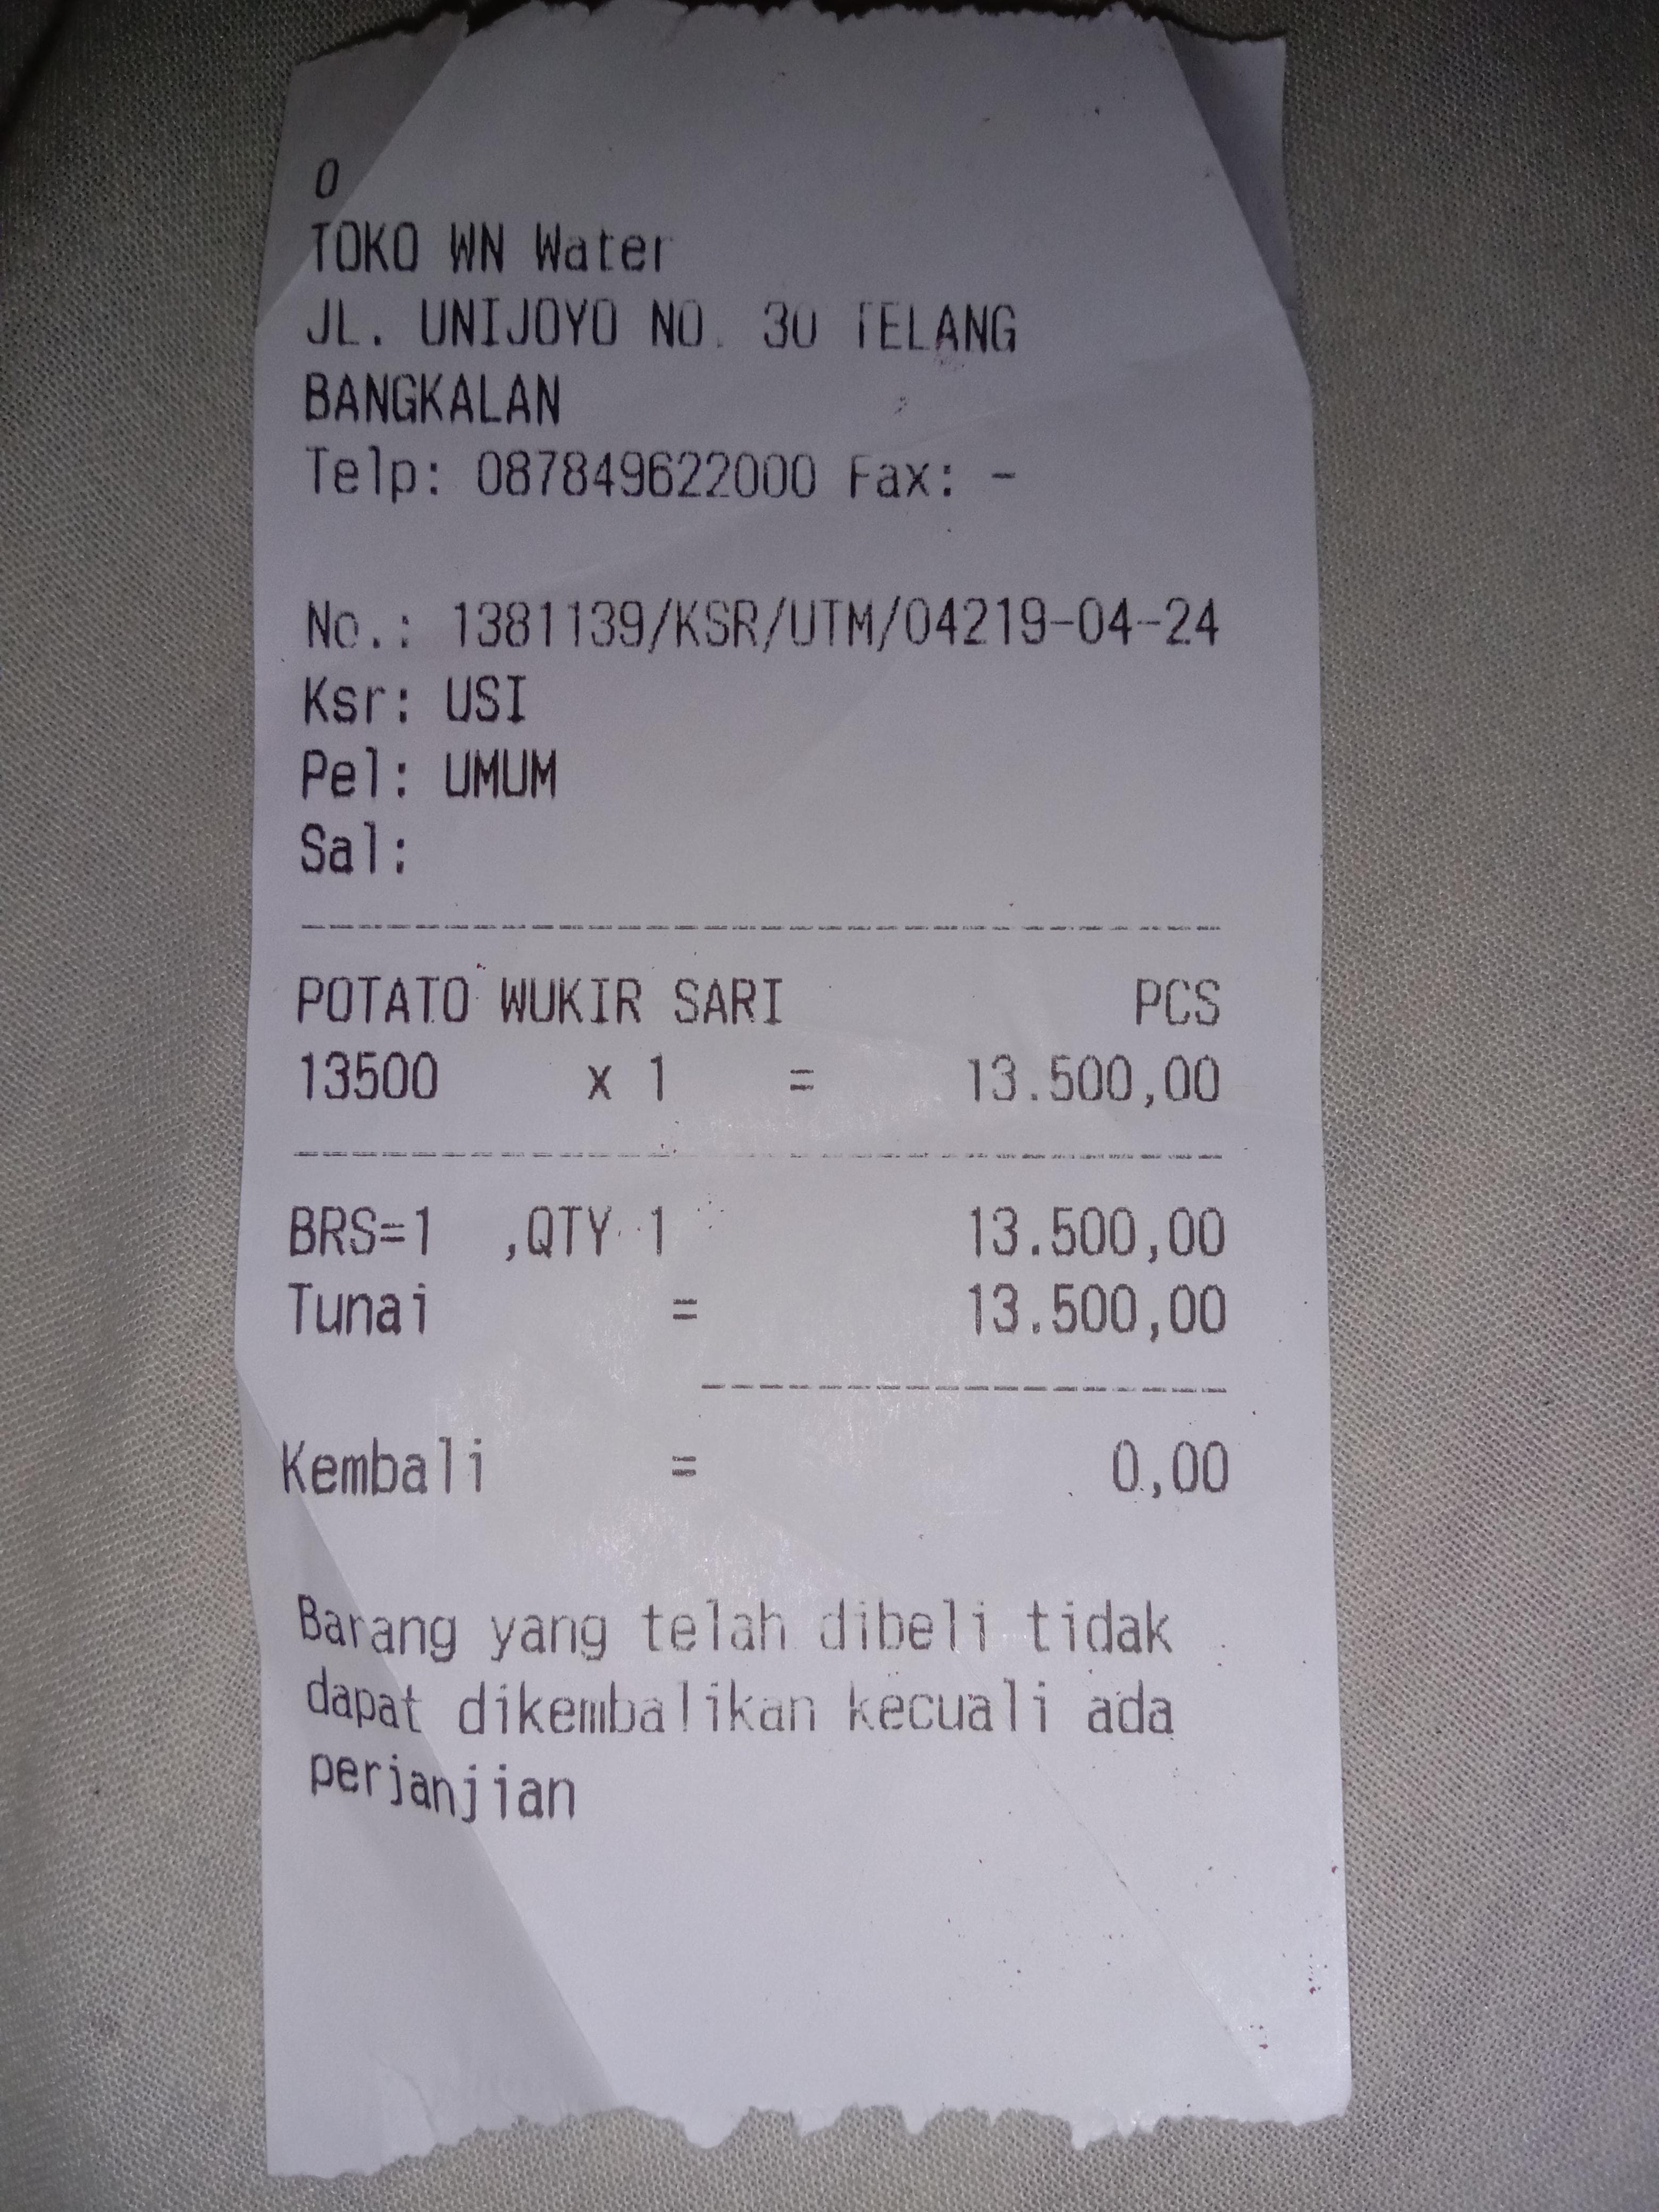 0
TOKO WN Water
JL. UNIJOYO NO. 30 TELANG
BANGKALAN
Telp: 087849622000 Fax: -
No.: 1381139/KSR/UTM/04219-04-24
Ksr: USI
Pel: UMUM
Sal:
POTATO WUKIR SARI PCS
13500 x 1 = 13.500,00
BRS=1 ,QTY 1 13.500,00
Tunai = 13.500,00
Kembali = 0,00
Barang yang telah dibeli tidak
dapat dikembalikan kecuali ada
perjanjian